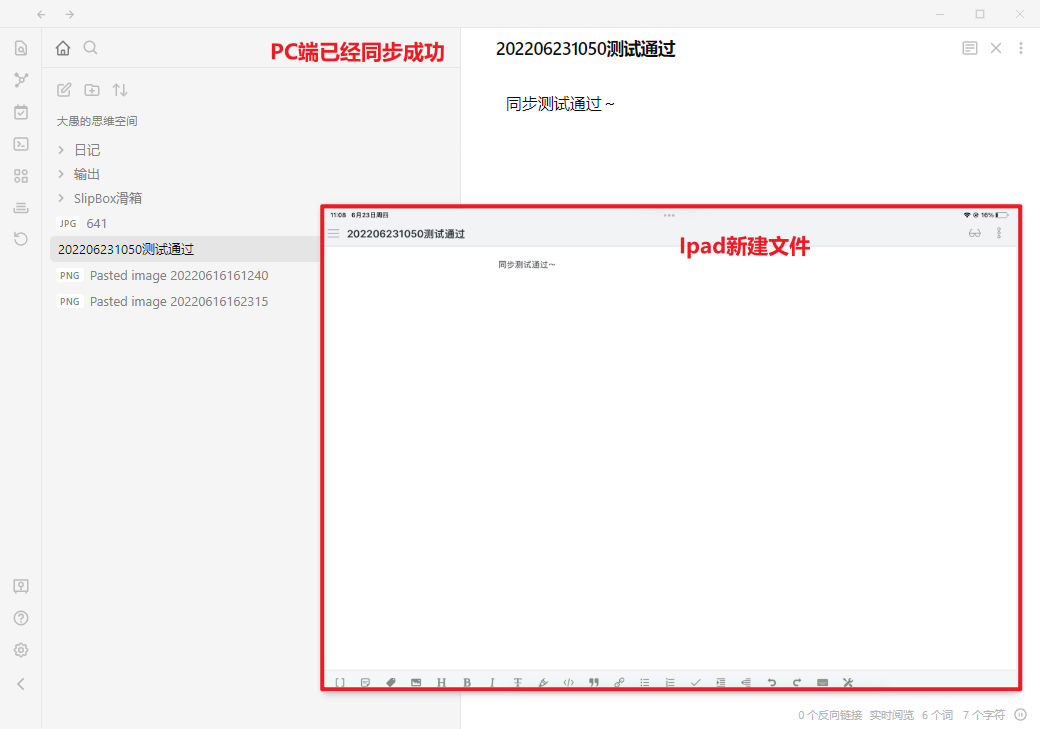 PC端已经同步成功
202206231050测试通过
同步测试通过~
大愚的思维空间
日记
输出
SlipBox滑箱
JPG 641
202206231050测试通过
PNG Pasted image 20220616161240
PNG Pasted image 20220616162315
11:08 6月23日周四
16%
202206231050测试通过
Ipad新建文件
同步测试通过~
0 个反向链接 实时阅览 6 个词 7 个字符